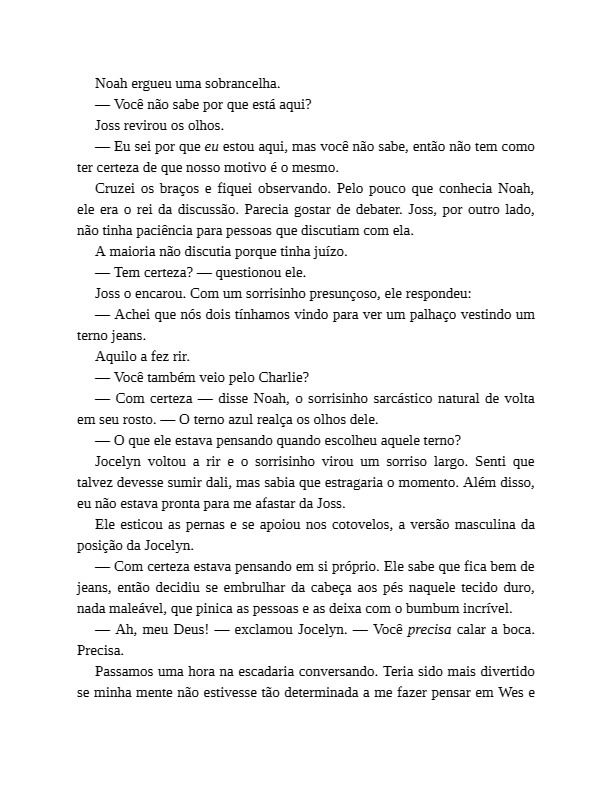 Noah ergueu uma sobrancelha.
— Você não sabe por que está aqui?
Joss revirou os olhos.
— Eu sei por que eu estou aqui, mas você não sabe, então não tem como
ter certeza de que nosso motivo é o mesmo.
Cruzei os braços e fiquei observando. Pelo pouco que conhecia Noah,
ele era o rei da discussão. Parecia gostar de debater. Joss, por outro lado,
não tinha paciência para pessoas que discutiam com ela.
A maioria não discutia porque tinha juízo.
— Tem certeza? — questionou ele.
Joss o encarou. Com um sorrisinho presunçoso, ele respondeu:
— Achei que nós dois tínhamos vindo para ver um palhaço vestindo um
terno jeans.
Aquilo a fez rir.
— Você também veio pelo Charlie?
— Com certeza — disse Noah, o sorrisinho sarcástico natural de volta
em seu rosto. — O terno azul realça os olhos dele.
— O que ele estava pensando quando escolheu aquele terno?
Jocelyn voltou a rir e o sorrisinho virou um sorriso largo. Senti que
talvez devesse sumir dali, mas sabia que estragaria o momento. Além disso,
eu não estava pronta para me afastar da Joss.
Ele esticou as pernas e se apoiou nos cotovelos, a versão masculina da
posição da Jocelyn.
— Com certeza estava pensando em si próprio. Ele sabe que fica bem de
jeans, então decidiu se embrulhar da cabeça aos pés naquele tecido duro,
nada maleável, que pinica as pessoas e as deixa com o bumbum incrível.
— Ah, meu Deus! — exclamou Jocelyn. — Você precisa calar a boca.
Precisa.
Passamos uma hora na escadaria conversando. Teria sido mais divertido
se minha mente não estivesse tão determinada a me fazer pensar em Wes e